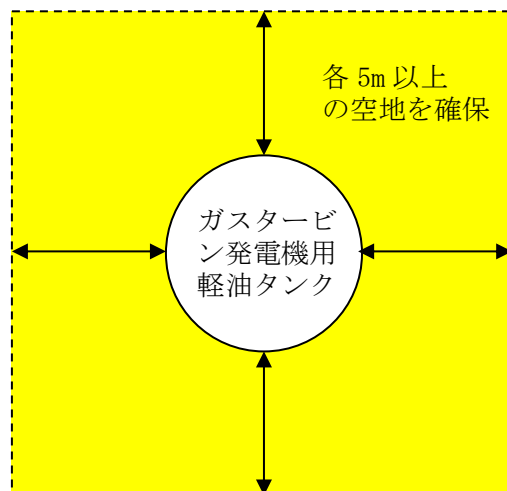 各 5m 以上
の空地を確保
ガスタービ
ン発電機用
軽油タンク